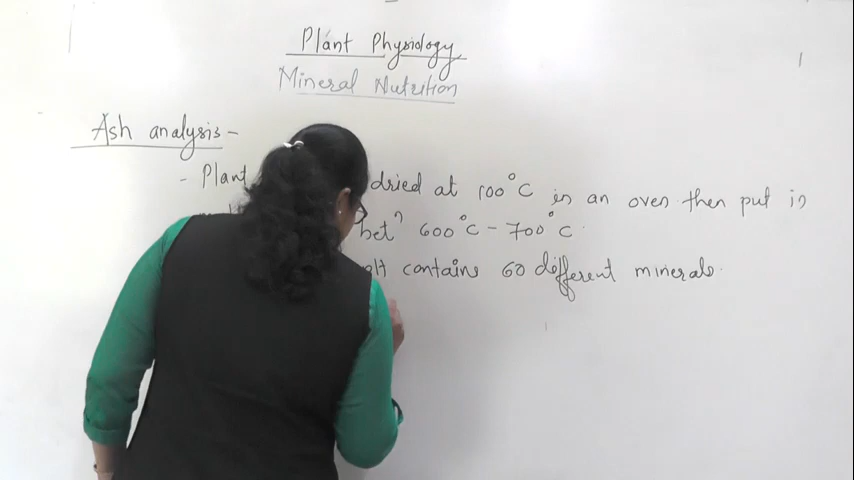 Plant Physiology
Mineral Nutrition
Ash analysis -
- Plant dried at 100°C in an oven then put in
betⁿ 600°C - 700°C.
contains 60 different minerals.